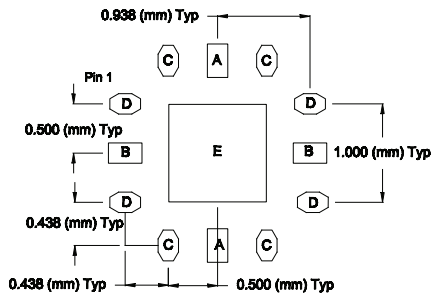 0.938 (mm) Typ
C A C
Pin 1
D D
0.500 (mm) Typ
B E B 1.000 (mm) Typ
D D
0.438 (mm) Typ
C A C
0.438 (mm) Typ 0.500 (mm) Typ